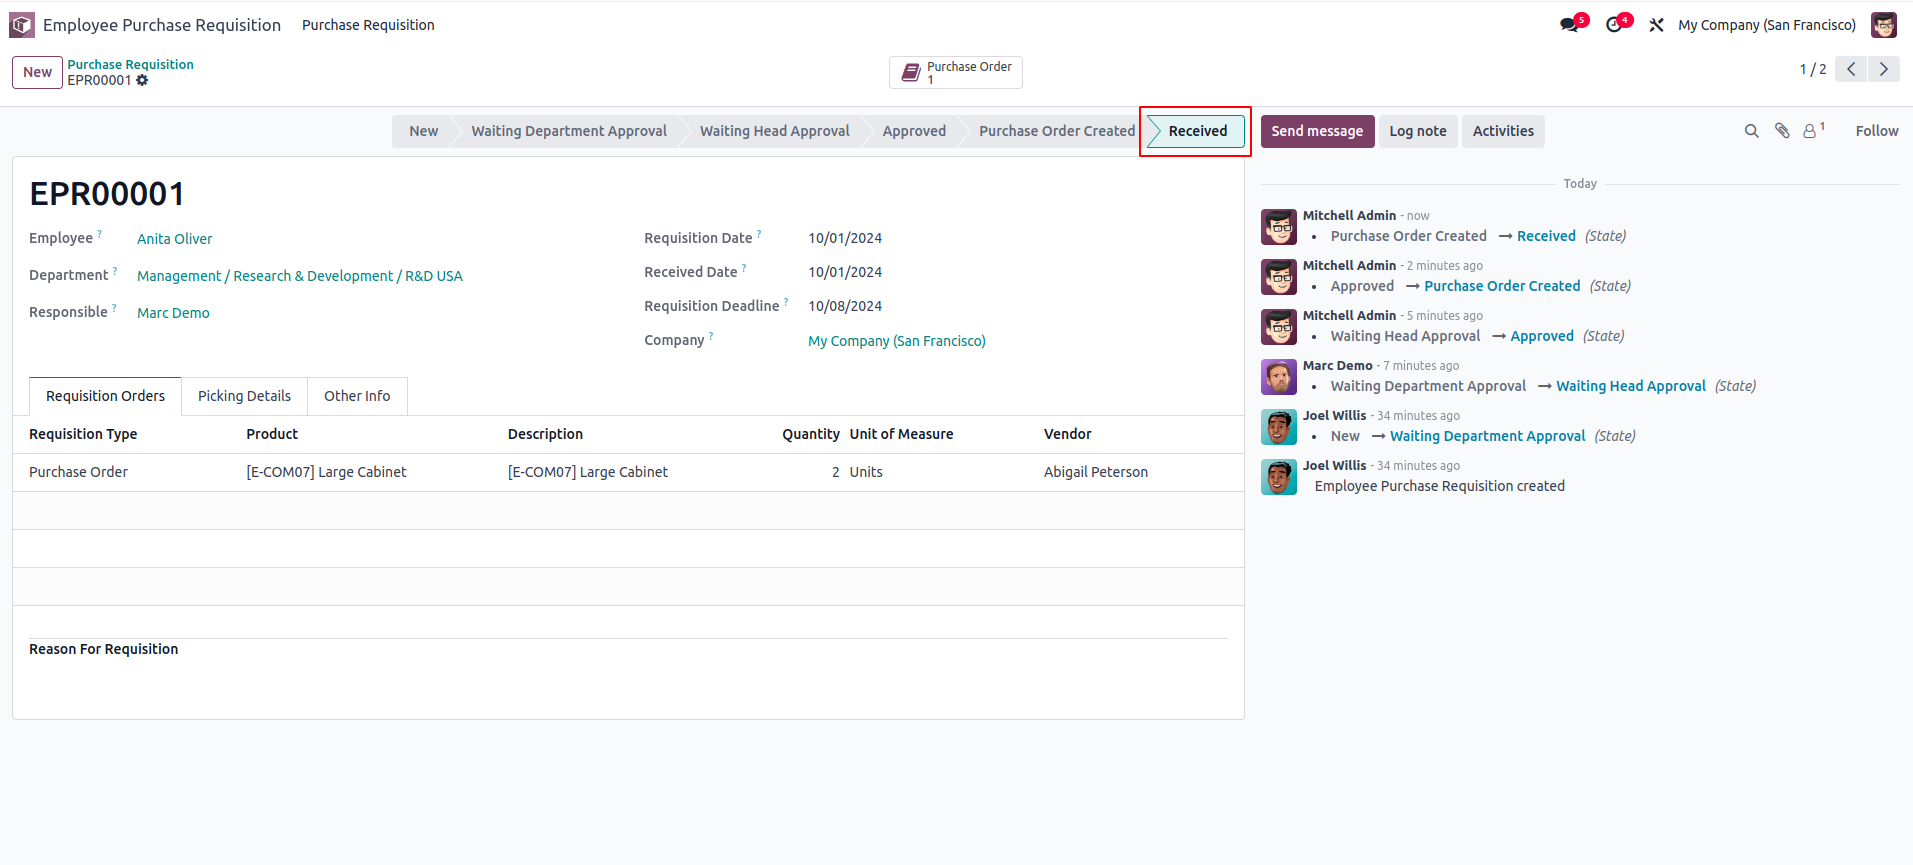 Employee Purchase Requisition Purchase Requisition 5 4 My Company (San Francisco)
New Purchase Requisition
EPR00001
Purchase Order
1
1 / 2
New Waiting Department Approval Waiting Head Approval Approved Purchase Order Created Received
Send message Log note Activities 1 Follow
EPR00001
Employee ? Anita Oliver
Department ? Management / Research & Development / R&D USA
Responsible ? Marc Demo
Requisition Date ? 10/01/2024
Received Date ? 10/01/2024
Requisition Deadline ? 10/08/2024
Company ? My Company (San Francisco)
Requisition Orders Picking Details Other Info
Requisition Type Product Description Quantity Unit of Measure Vendor
Purchase Order [E-COM07] Large Cabinet [E-COM07] Large Cabinet 2 Units Abigail Peterson
Reason For Requisition
Today
Mitchell Admin - now
• Purchase Order Created → Received (State)
Mitchell Admin - 2 minutes ago
• Approved → Purchase Order Created (State)
Mitchell Admin - 5 minutes ago
• Waiting Head Approval → Approved (State)
Marc Demo - 7 minutes ago
• Waiting Department Approval → Waiting Head Approval (State)
Joel Willis - 34 minutes ago
• New → Waiting Department Approval (State)
Joel Willis - 34 minutes ago
Employee Purchase Requisition created